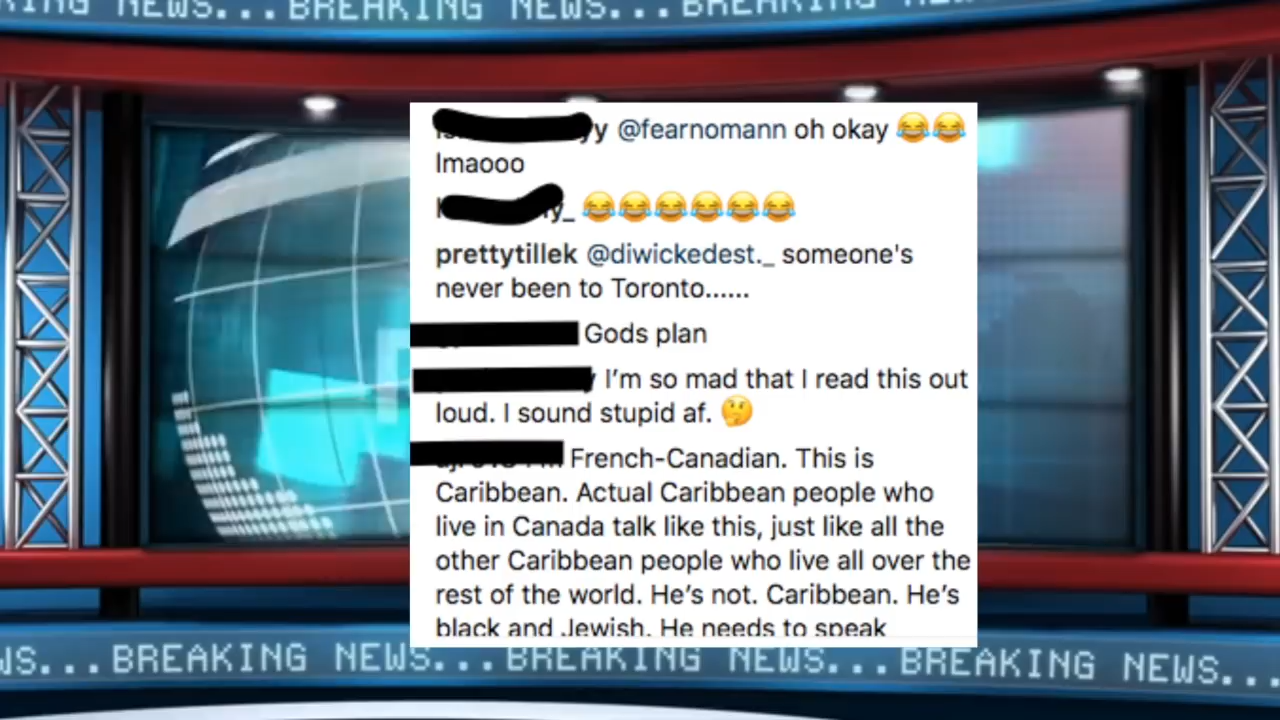 KING NEWS...BREAKING NEWS...BREAKING NEWS
@fearnomann oh okay 😂😂
lmaooo
😂😂😂😂😂😂
prettytillek @diwickedest._ someone's
never been to Toronto......
Gods plan
I'm so mad that I read this out
loud. I sound stupid af. 🤔
French-Canadian. This is
Caribbean. Actual Caribbean people who
live in Canada talk like this, just like all the
other Caribbean people who live all over the
rest of the world. He's not. Caribbean. He's
black and Jewish. He needs to speak
WS...BREAKING NEWS...BREAKING NEWS...BREAKING NEWS...